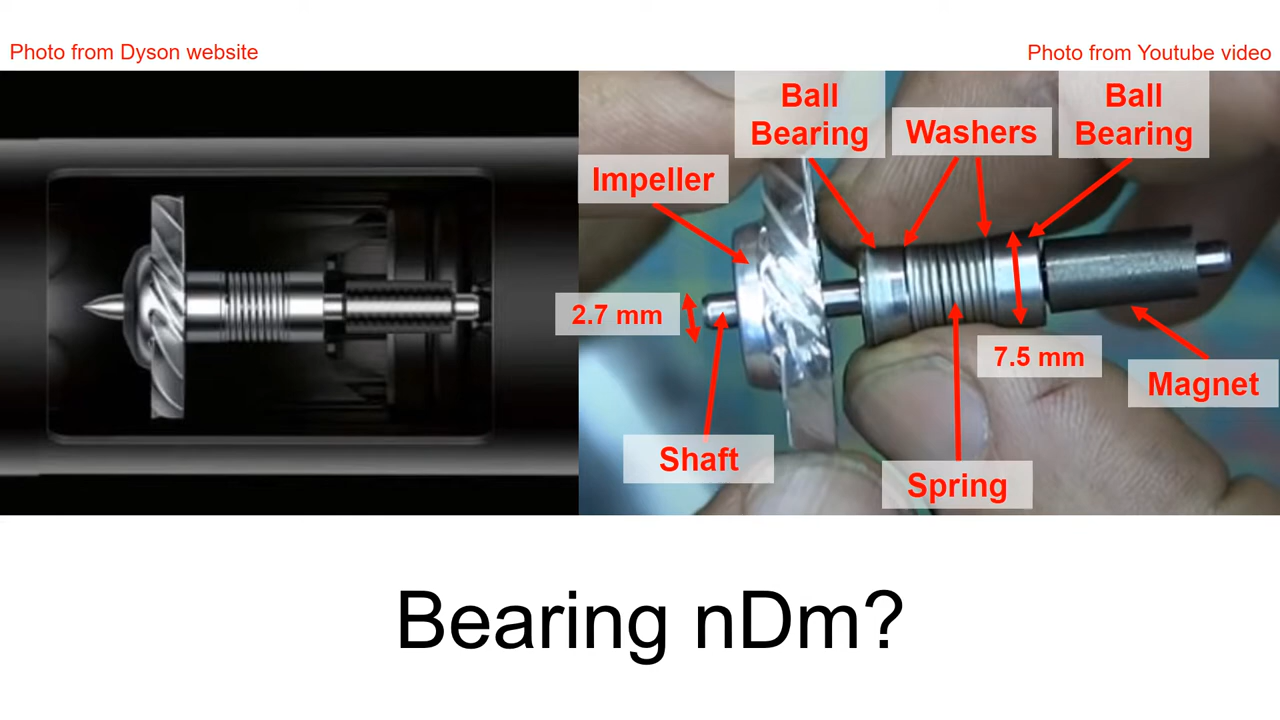 Photo from Dyson website
Photo from Youtube video
Ball
Bearing
Washers
Ball
Bearing
Impeller
2.7 mm
7.5 mm
Magnet
Shaft
Spring
Bearing nDm?